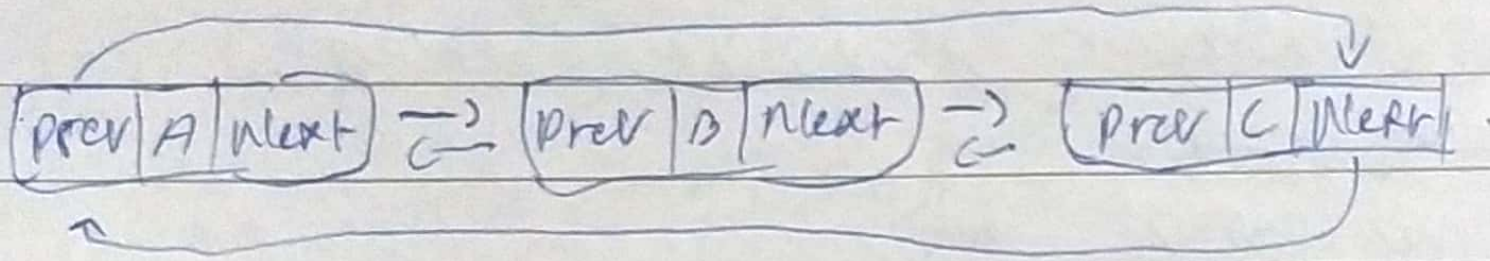 Prev A Next → ← Prev B Next → ← Prev C Next